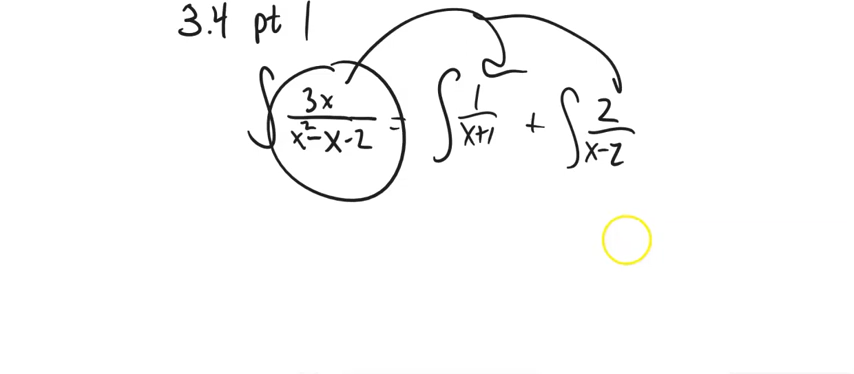 3.4 pt 1
∫ 3x/(x²-x-2) = ∫ 1/(x+1) + ∫ 2/(x-2)